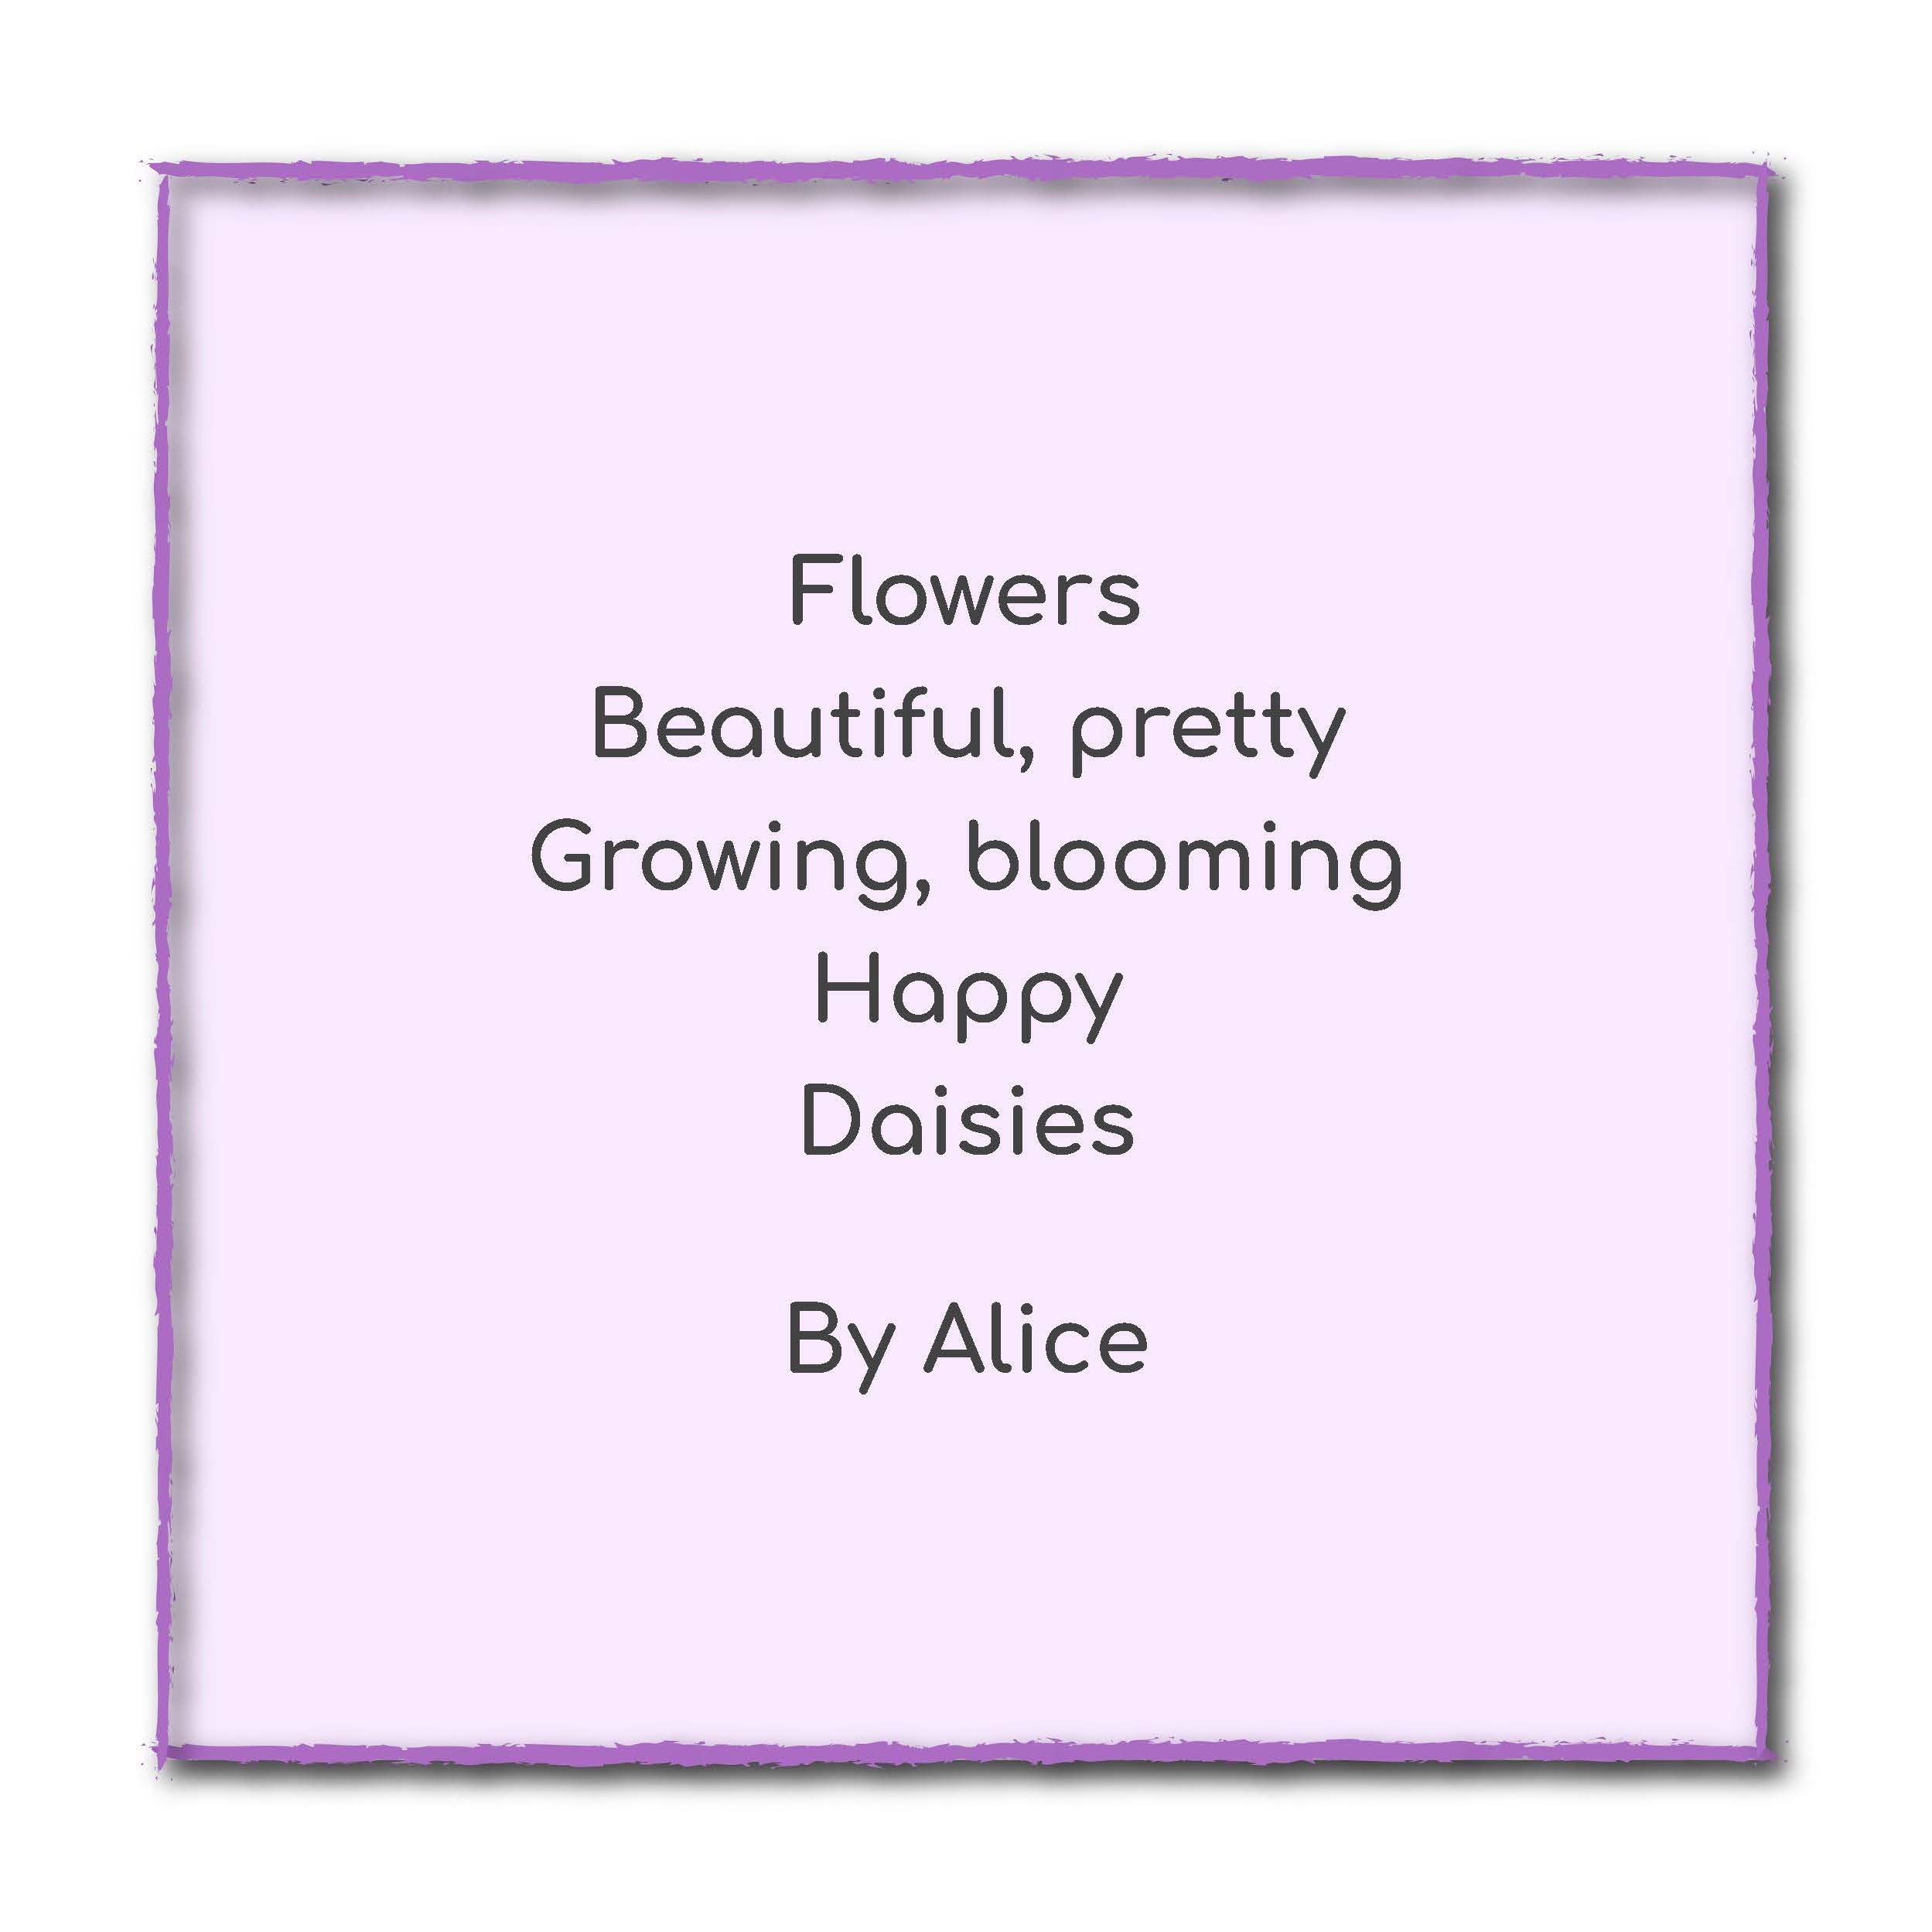 Flowers
Beautiful, pretty
Growing, blooming
Happy
Daisies
By Alice